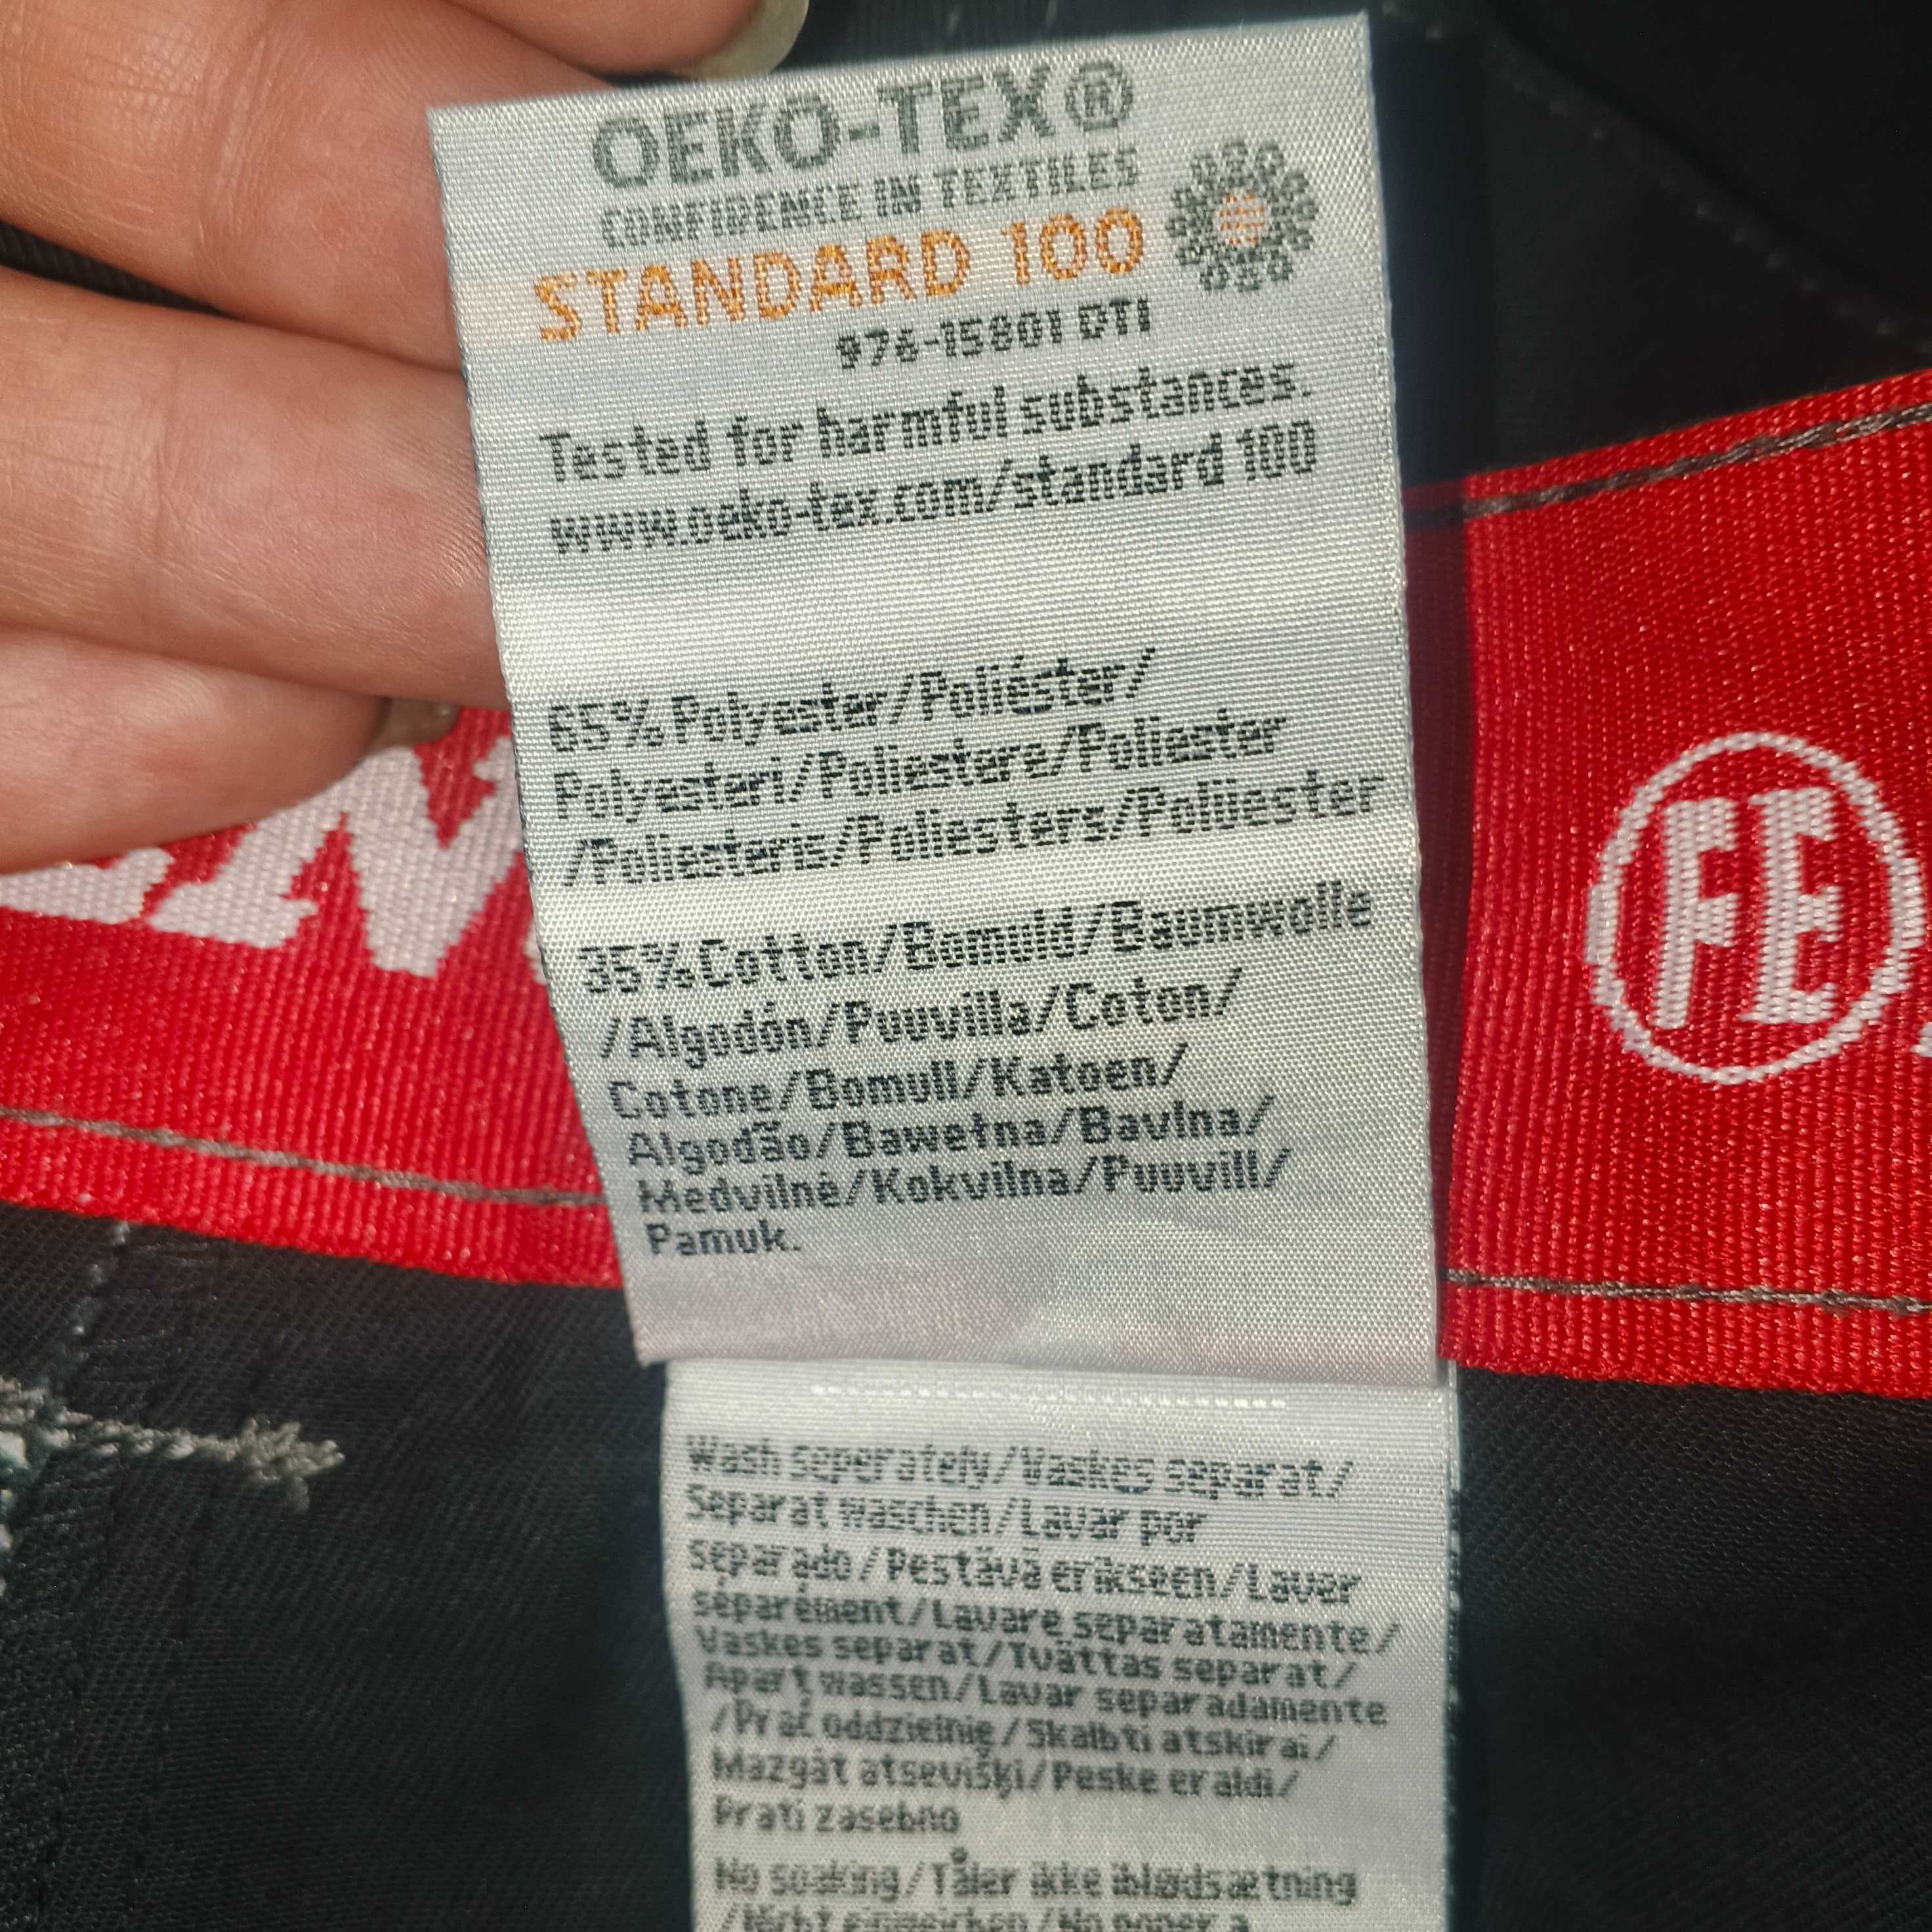 OEKO-TEX®
CONFIDENCE IN TEXTILES
STANDARD 100
976-15801 DTI
Tested for harmful substances.
www.oeko-tex.com/standard 100
65% Polyester/Poliéster/
Polyesteri/Poliestere/Poliester
/Poliesteris/Poliesters/Polüester
35% Cotton/Bomuld/Baumwolle
/Algodón/Puuvilla/Coton/
Cotone/Bomull/Katoen/
Algodão/Bawełna/Bavlna/
Medvilnė/Kokvilna/Puuvill/
Pamuk.
Wash seperately/Vaskes separat/
Separat waschen/Lavar por
separado/Pestävä erikseen/Laver
séparément/Lavare separatamente/
Vaskes separat/Tvättas separat/
Apart wassen/Lavar separadamente
/Prać oddzielnie/Skalbti atskirai/
Mazgāt atsevišķi/Peske eraldi/
Prati zasebno
No soaking/Tåler ikke iblødsætning
/Nicht einweichen/No poner a
FE